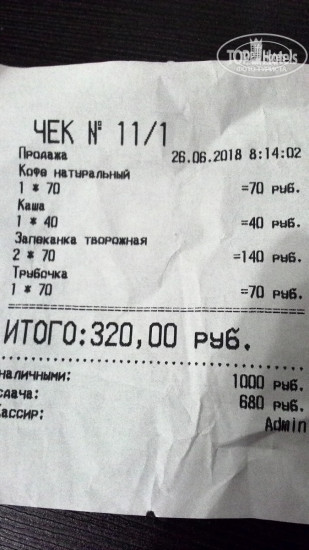 TOPHotels
ЧЕК № 11/1
Продажа 26.06.2018 8:14:02
Кофе натуральный
1 * 70 =70 руб.
Каша
1 * 40 =40 руб.
Запеканка творожная
2 * 70 =140 руб.
Трубочка
1 * 70 =70 руб.
ИТОГО:320,00 руб.
наличными: 1000 руб.
сдача: 680 руб.
Кассир: Admin